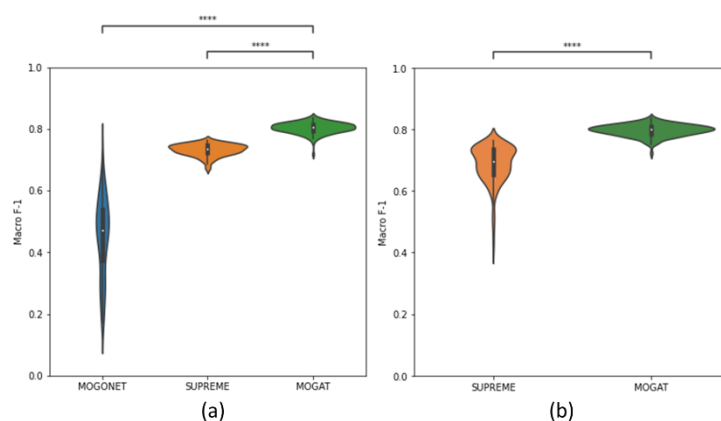 ****
****
1.0
0.8
0.6
0.4
0.2
0.0
Macro F-1
MOGONET SUPREME MOGAT
(a)
****
1.0
0.8
0.6
0.4
0.2
0.0
Macro F-1
SUPREME MOGAT
(b)